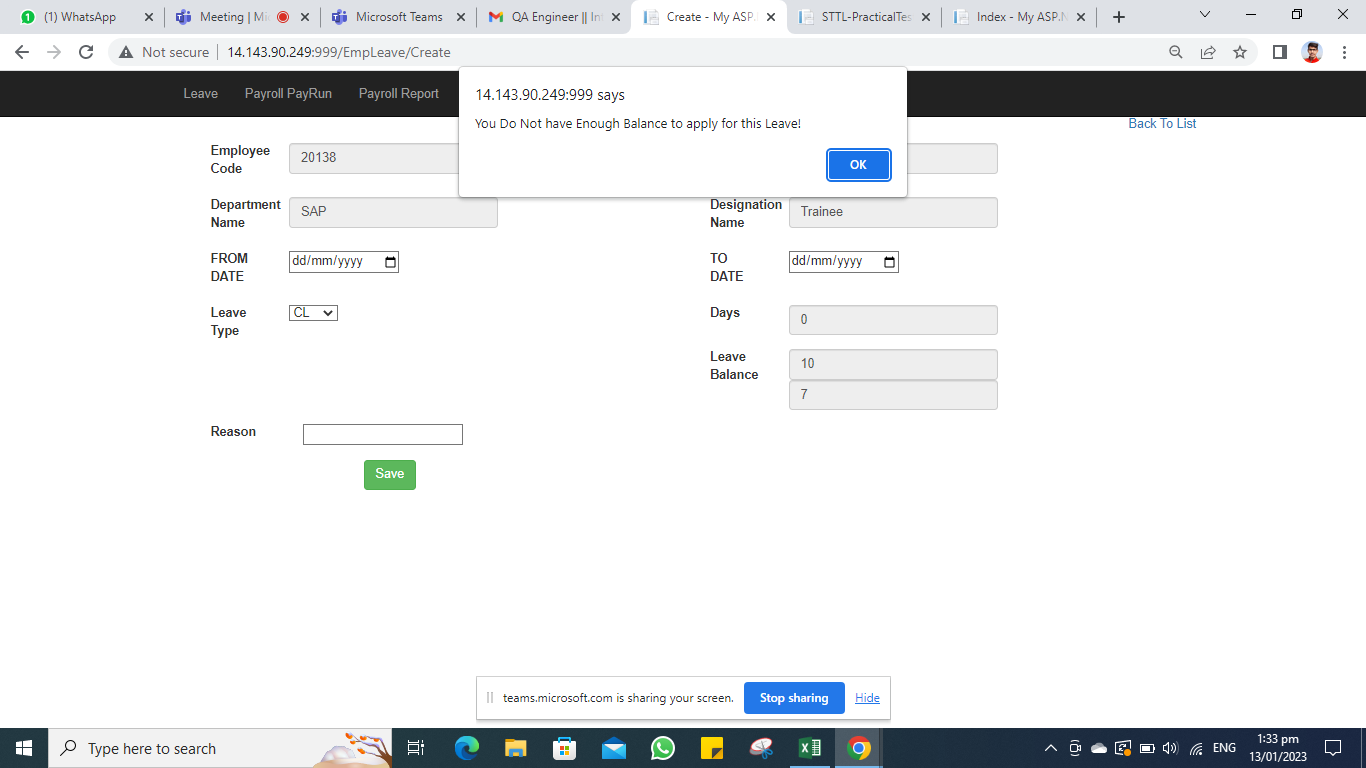 1 (1) WhatsApp
Meeting | Mi
Microsoft Teams
QA Engineer || In
Create - My ASP.
STTL-PracticalTes
Index - My ASP.N
Not secure
14.143.90.249:999/EmpLeave/Create
Leave
Payroll PayRun
Payroll Report
14.143.90.249:999 says
You Do Not have Enough Balance to apply for this Leave!
OK
Back To List
Employee
Code
20138
Department
Name
SAP
Designation
Name
Trainee
FROM
DATE
dd/mm/yyyy
TO
DATE
dd/mm/yyyy
Leave
Type
CL
Days
0
Leave
Balance
10
7
Reason
Save
teams.microsoft.com is sharing your screen.
Stop sharing
Hide
Type here to search
ENG
1:33 pm
13/01/2023